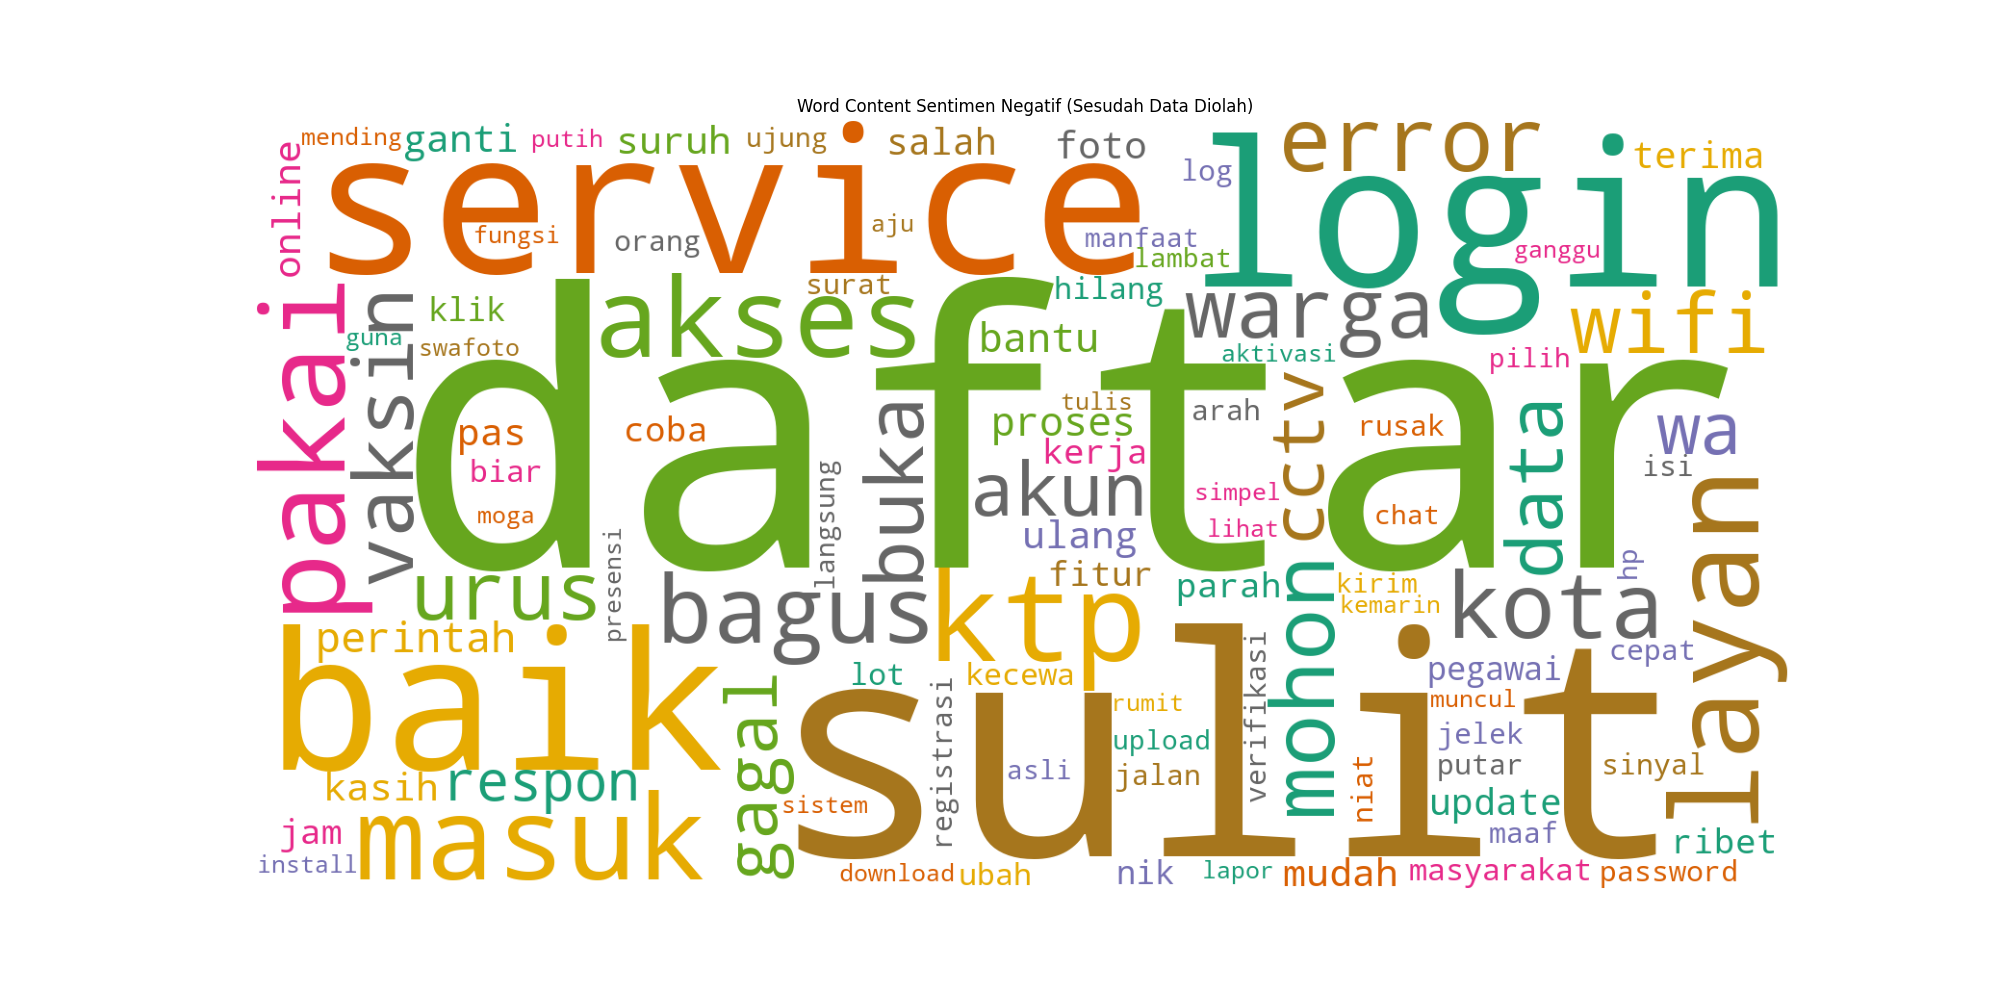 Word Content Sentimen Negatif (Sesudah Data Diolah)
mending
ganti
putih
suruh
ujung
salah
foto
error
terima
online
service
log
login
fungsi
orang
aju
manfaat
lambat
ganggu
surat
hilang
pakai
vaksin
klik
guna
swafoto
akses
bantu
warga
wifi
aktivasi
pilih
daftar
pas
biar
moga
coba
langsung
buka
tulis
proses
kerja
akun
ulang
fitur
arah
simpel
lihat
cctv
rusak
chat
data
wa
isi
hp
layan
urus
presensi
bagus
ktp
parah
mohon
kirim
kemarin
kota
perintah
baik
kasih
respon
gagal
lot
kecewa
sulit
registrasi
rumit
upload
asli
jalan
verifikasi
niat
pegawai
cepat
muncul
jelek
putar
sinyal
update
maaf
ribet
jam
install
masuk
sistem
download
ubah
nik
lapor
mudah
masyarakat
password